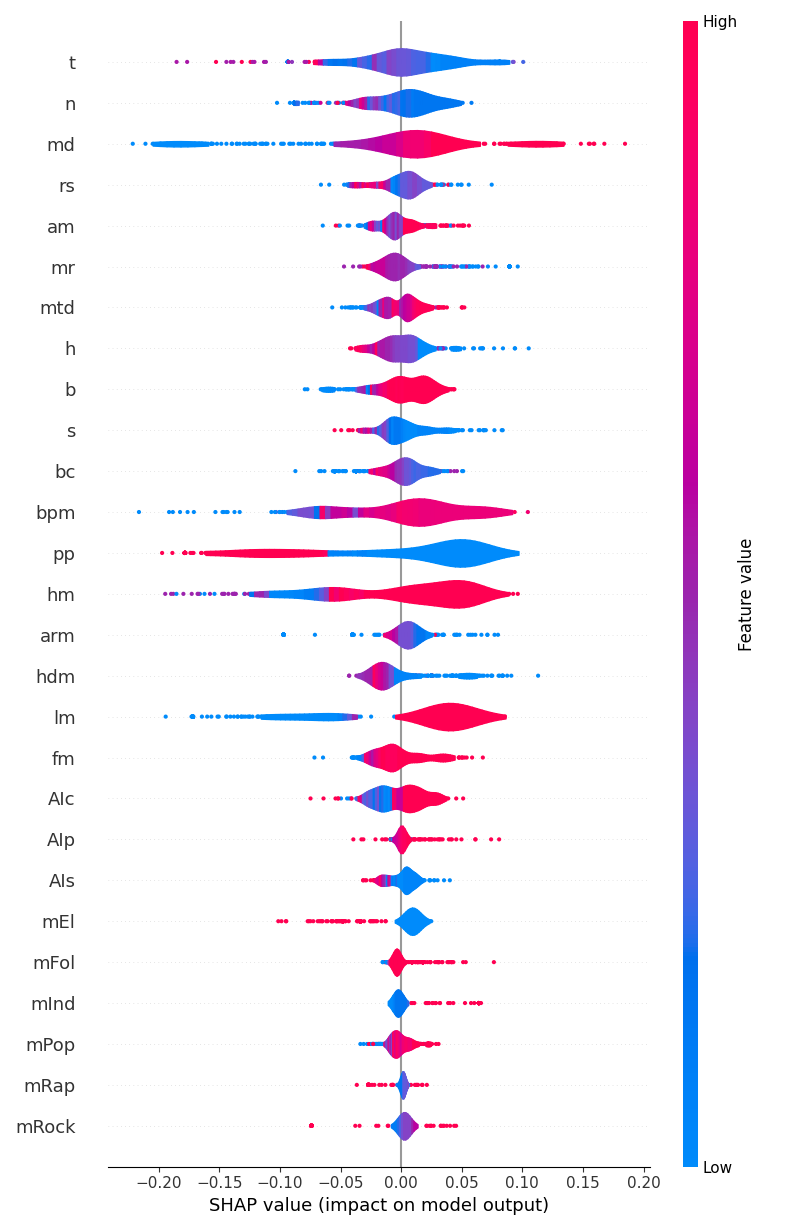 High
t
n
md
rs
am
mr
mtd
h
b
s
bc
bpm
pp
hm
arm
hdm
lm
fm
AIc
AIp
AIs
mEl
mFol
mInd
mPop
mRap
mRock
Feature value
Low
−0.20 −0.15 −0.10 −0.05 0.00 0.05 0.10 0.15 0.20
SHAP value (impact on model output)